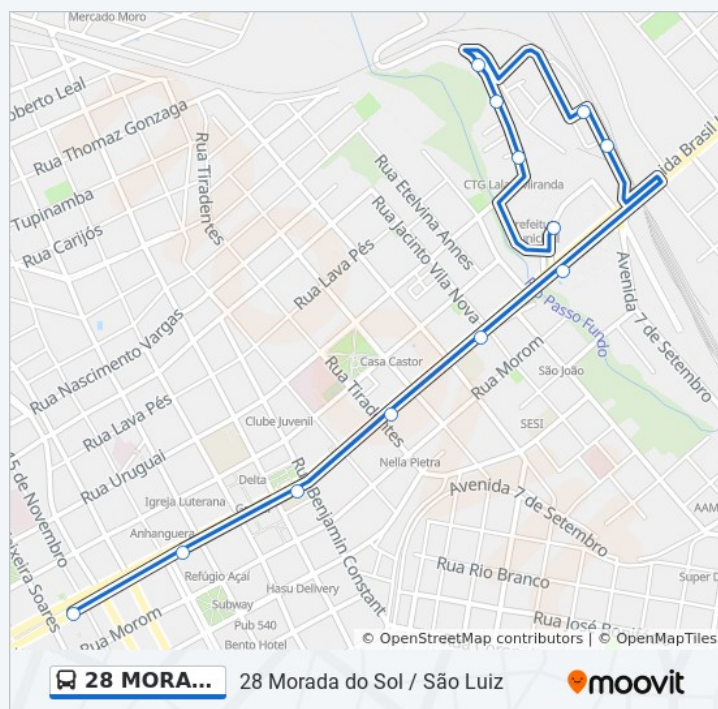 Mercado Moro
oberto Leal
Rua Thomaz Gonzaga
Tupinamba
Rua Carijós
Rua Tiradentes
Rua Etelvina Annes
Rua Jacinto Vila Nova
CTG Lalau Miranda
ida Brasil
Prefeitura
Rua Lava Pés
Rio Passo Fundo
Avenida 7 de Setembro
Rua Nascimento Vargas
Casa Castor
Rua Morom
São João
Rua Tiradentes
Rua Lava Pés
Clube Juvenil
SESI
Rua Uruguai
Delta
Nella Pietra
15 de Novembro
Igreja Luterana
Rua Benjamin Constant
Avenida 7 de Setembro
AAM
Anhanguera
eixeira Soares
Refúgio Açaí
Rua Rio Branco
Super D
Hasu Delivery
Subway
Rua Morom
Pub 540
Rua José
Bento Hotel
© OpenStreetMap contributors | © OpenMapTiles
28 MORA...
28 Morada do Sol / São Luiz
moovit